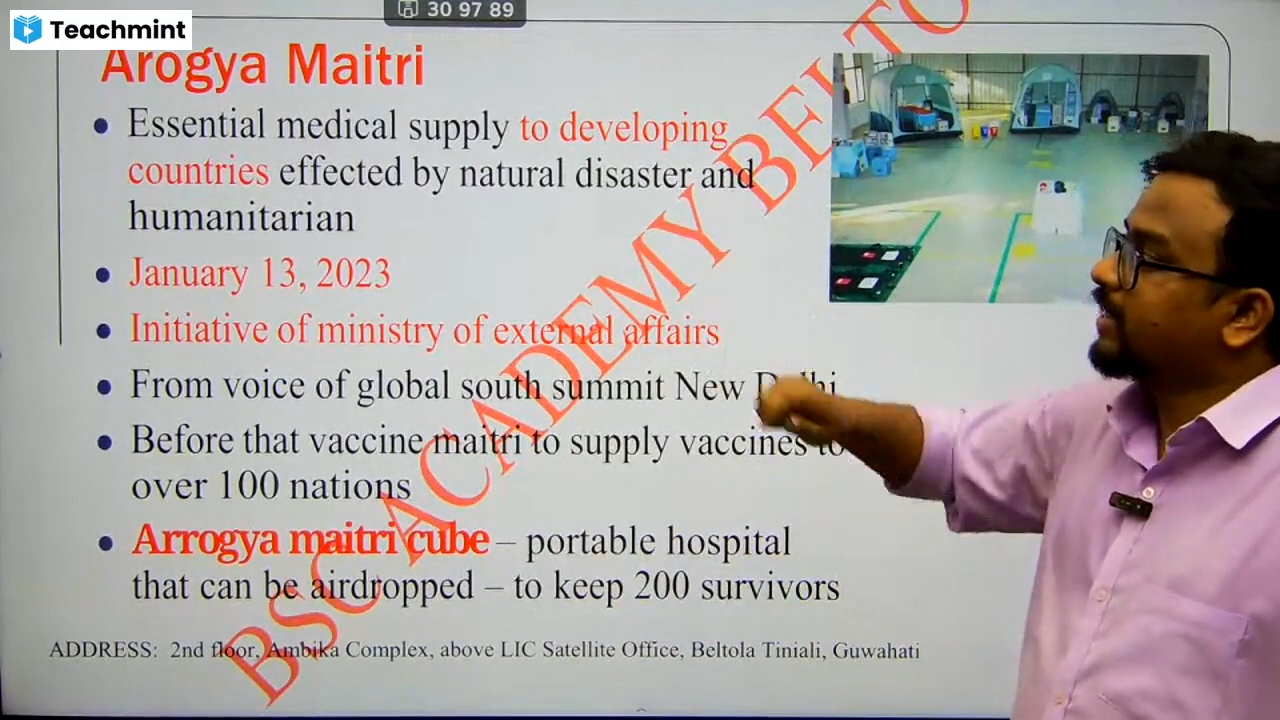 30 97 89
Teachmint
Arogya Maitri
Essential medical supply to developing
countries effected by natural disaster and
humanitarian
January 13, 2023
Initiative of ministry of external affairs
From voice of global south summit New Delhi
Before that vaccine maitri to supply vaccines to
over 100 nations
Arrogya maitri cube – portable hospital
that can be airdropped – to keep 200 survivors
ADDRESS: 2nd floor, Ambika Complex, above LIC Satellite Office, Beltola Tiniali, Guwahati
BSC ACADEMY BELTO